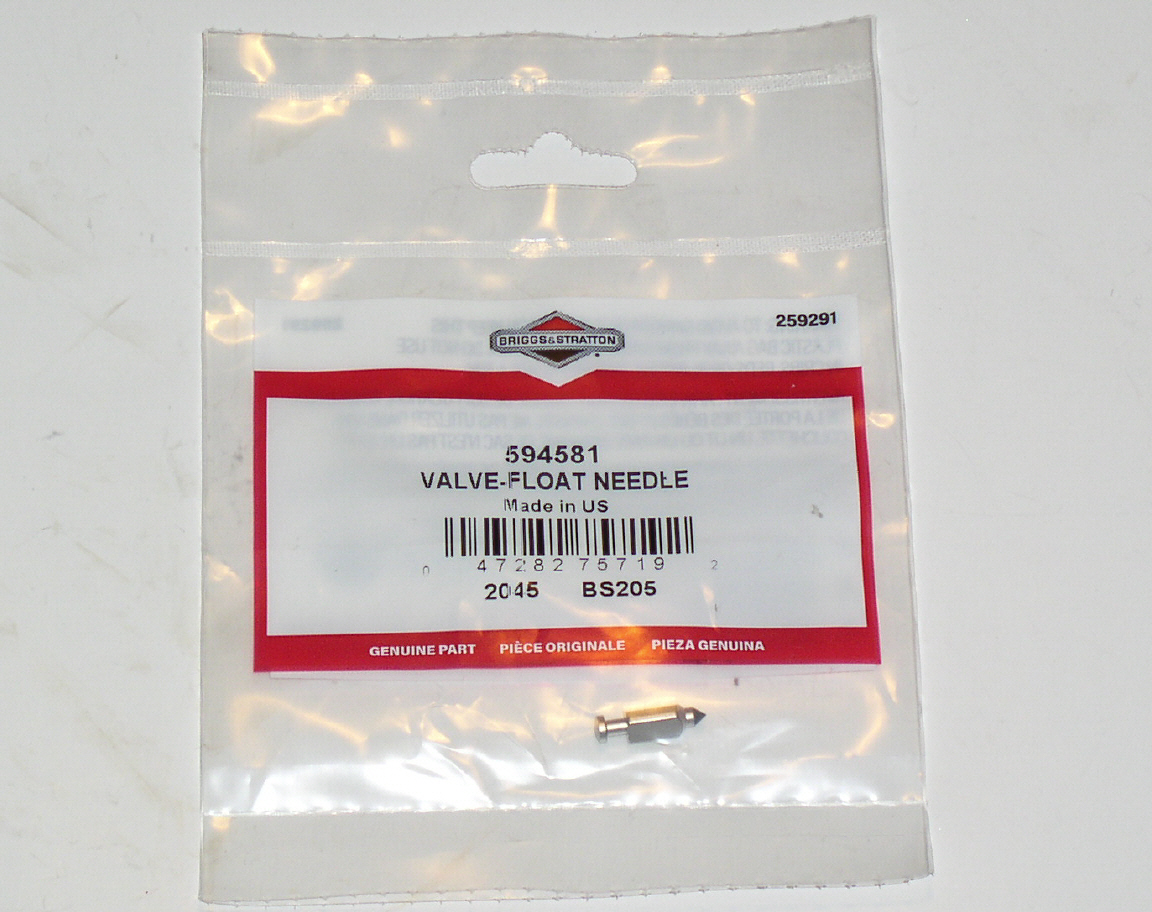 259291
BRIGGS&STRATTON
594581
VALVE-FLOAT NEEDLE
Made in US
0 47282 75719 2
2045 BS205
GENUINE PART PIÈCE ORIGINALE PIEZA GENUINA